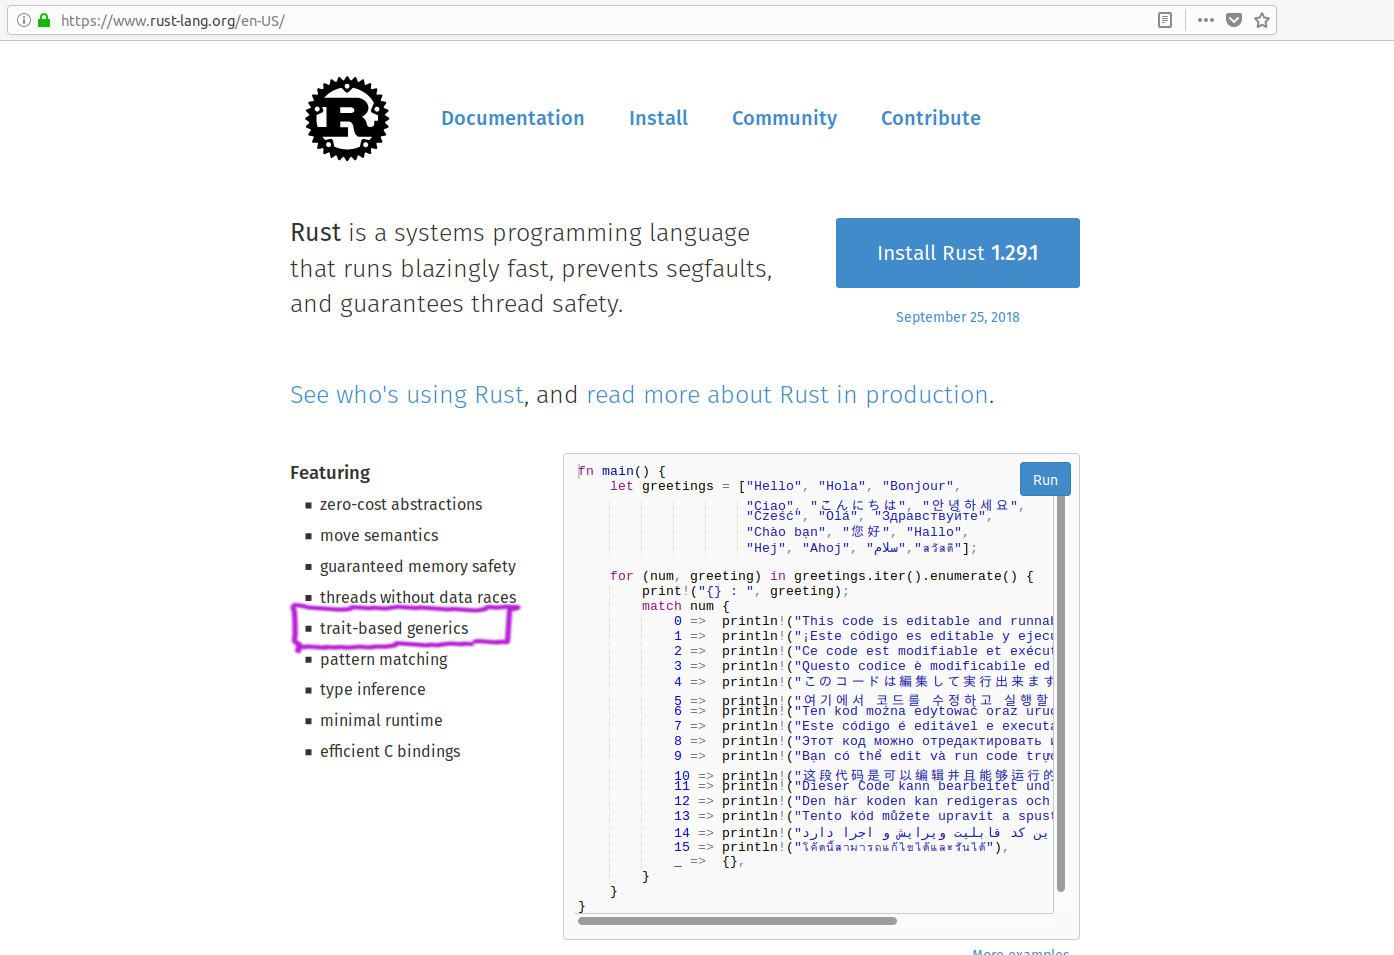 https://www.rust-lang.org/en-US/
R
Documentation Install Community Contribute
Rust is a systems programming language
that runs blazingly fast, prevents segfaults,
and guarantees thread safety.
Install Rust 1.29.1
September 25, 2018
See who's using Rust, and read more about Rust in production.
Featuring
zero-cost abstractions
move semantics
guaranteed memory safety
threads without data races
trait-based generics
pattern matching
type inference
minimal runtime
efficient C bindings
Run
fn main() {
let greetings = ["Hello", "Hola", "Bonjour",
"Ciao", "こんにちは", "안녕하세요",
"Cześć", "Olá", "Здравствуйте",
"Chào bạn", "您好", "Hallo",
"Hej", "Ahoj", "سلام","สวัสดี"];
for (num, greeting) in greetings.iter().enumerate() {
print!("{} : ", greeting);
match num {
0 => println!("This code is editable and runnab
1 => println!("¡Este código es editable y ejecu
2 => println!("Ce code est modifiable et exécut
3 => println!("Questo codice è modificabile ed
4 => println!("このコードは編集して実行出来ます
5 => println!("여기에서 코드를 수정하고 실행할
6 => println!("Ten kod można edytować oraz uruc
7 => println!("Este código é editável e executá
8 => println!("Этот код можно отредактировать и
9 => println!("Bạn có thể edit và run code trực
10 => println!("这段代码是可以编辑并且能够运行的
11 => println!("Dieser Code kann bearbeitet und
12 => println!("Den här koden kan redigeras och
13 => println!("Tento kód můžete upravit a spust
14 => println!("ین کد قابلیت ویرایش و اجرا دارد
15 => println!("โค้ดนี้สามารถแก้ไขได้และรันได้"),
_ => {},
}
}
}
More examples